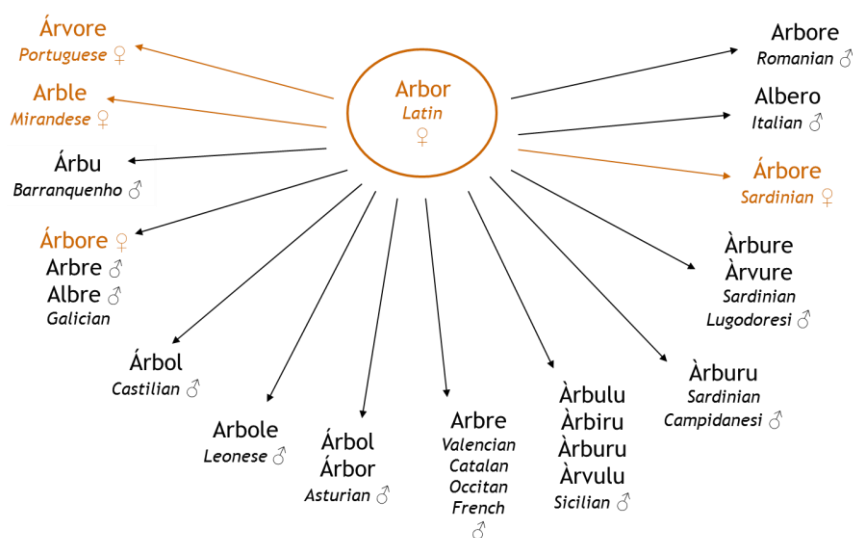 Arbor
Latin
♀
Árvore
Portuguese ♀
Arble
Mirandese ♀
Árbu
Barranquenho ♂
Árbore ♀
Arbre ♂
Albre ♂
Galician
Árbol
Castilian ♂
Arbole
Leonese ♂
Árbol
Árbor
Asturian ♂
Arbre
Valencian
Catalan
Occitan
French
♂
Àrbulu
Àrbiru
Àrburu
Àrvulu
Sicilian ♂
Àrburu
Sardinian
Campidanesi ♂
Àrbure
Àrvure
Sardinian
Lugodoresi ♂
Árbore
Sardinian ♀
Albero
Italian ♂
Arbore
Romanian ♂